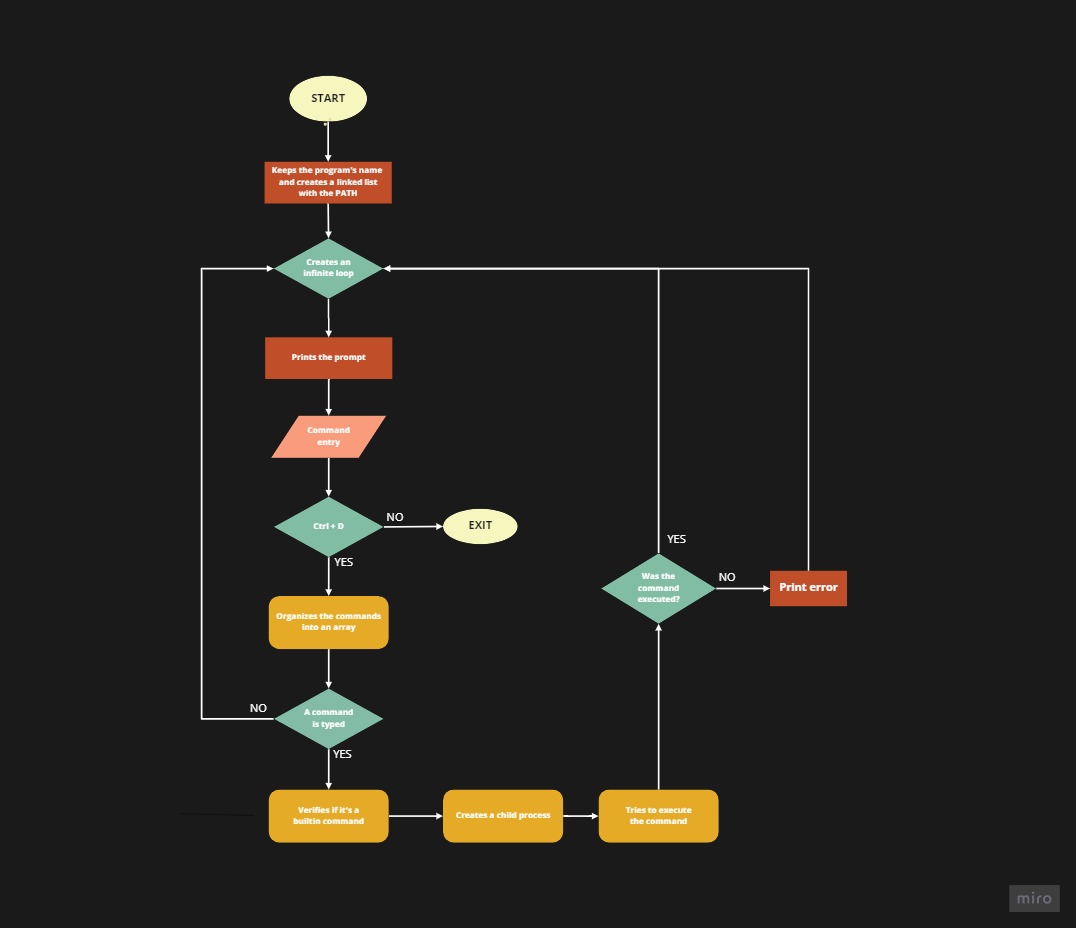 START
Keeps the program's name
and creates a linked list
with the PATH
Creates an
infinite loop
Prints the prompt
Command
entry
Ctrl + D
NO
EXIT
YES
Organizes the commands
into an array
A command
is typed
NO
YES
Verifies if it's a
builtin command
Creates a child process
Tries to execute
the command
Was the
command
executed?
YES
NO
Print error
miro